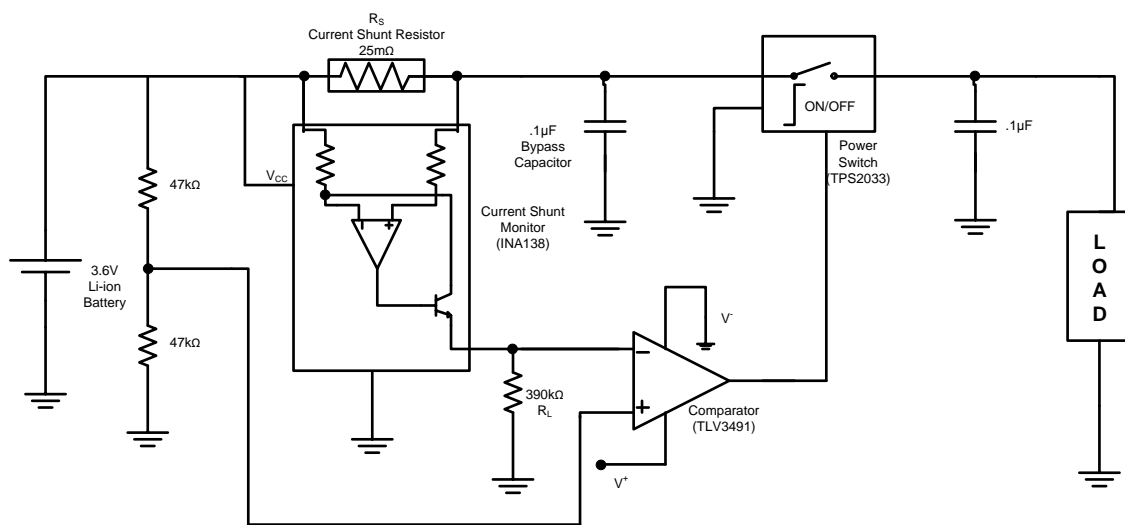 R_S
Current Shunt Resistor
25mΩ
ON/OFF
.1µF
Bypass
Capacitor
.1µF
Power
Switch
(TPS2033)
47kΩ
V_CC
Current Shunt
Monitor
(INA138)
3.6V
Li-ion
Battery
L
O
A
D
V⁻
47kΩ
−
+
−
+
390kΩ
R_L
Comparator
(TLV3491)
V⁺